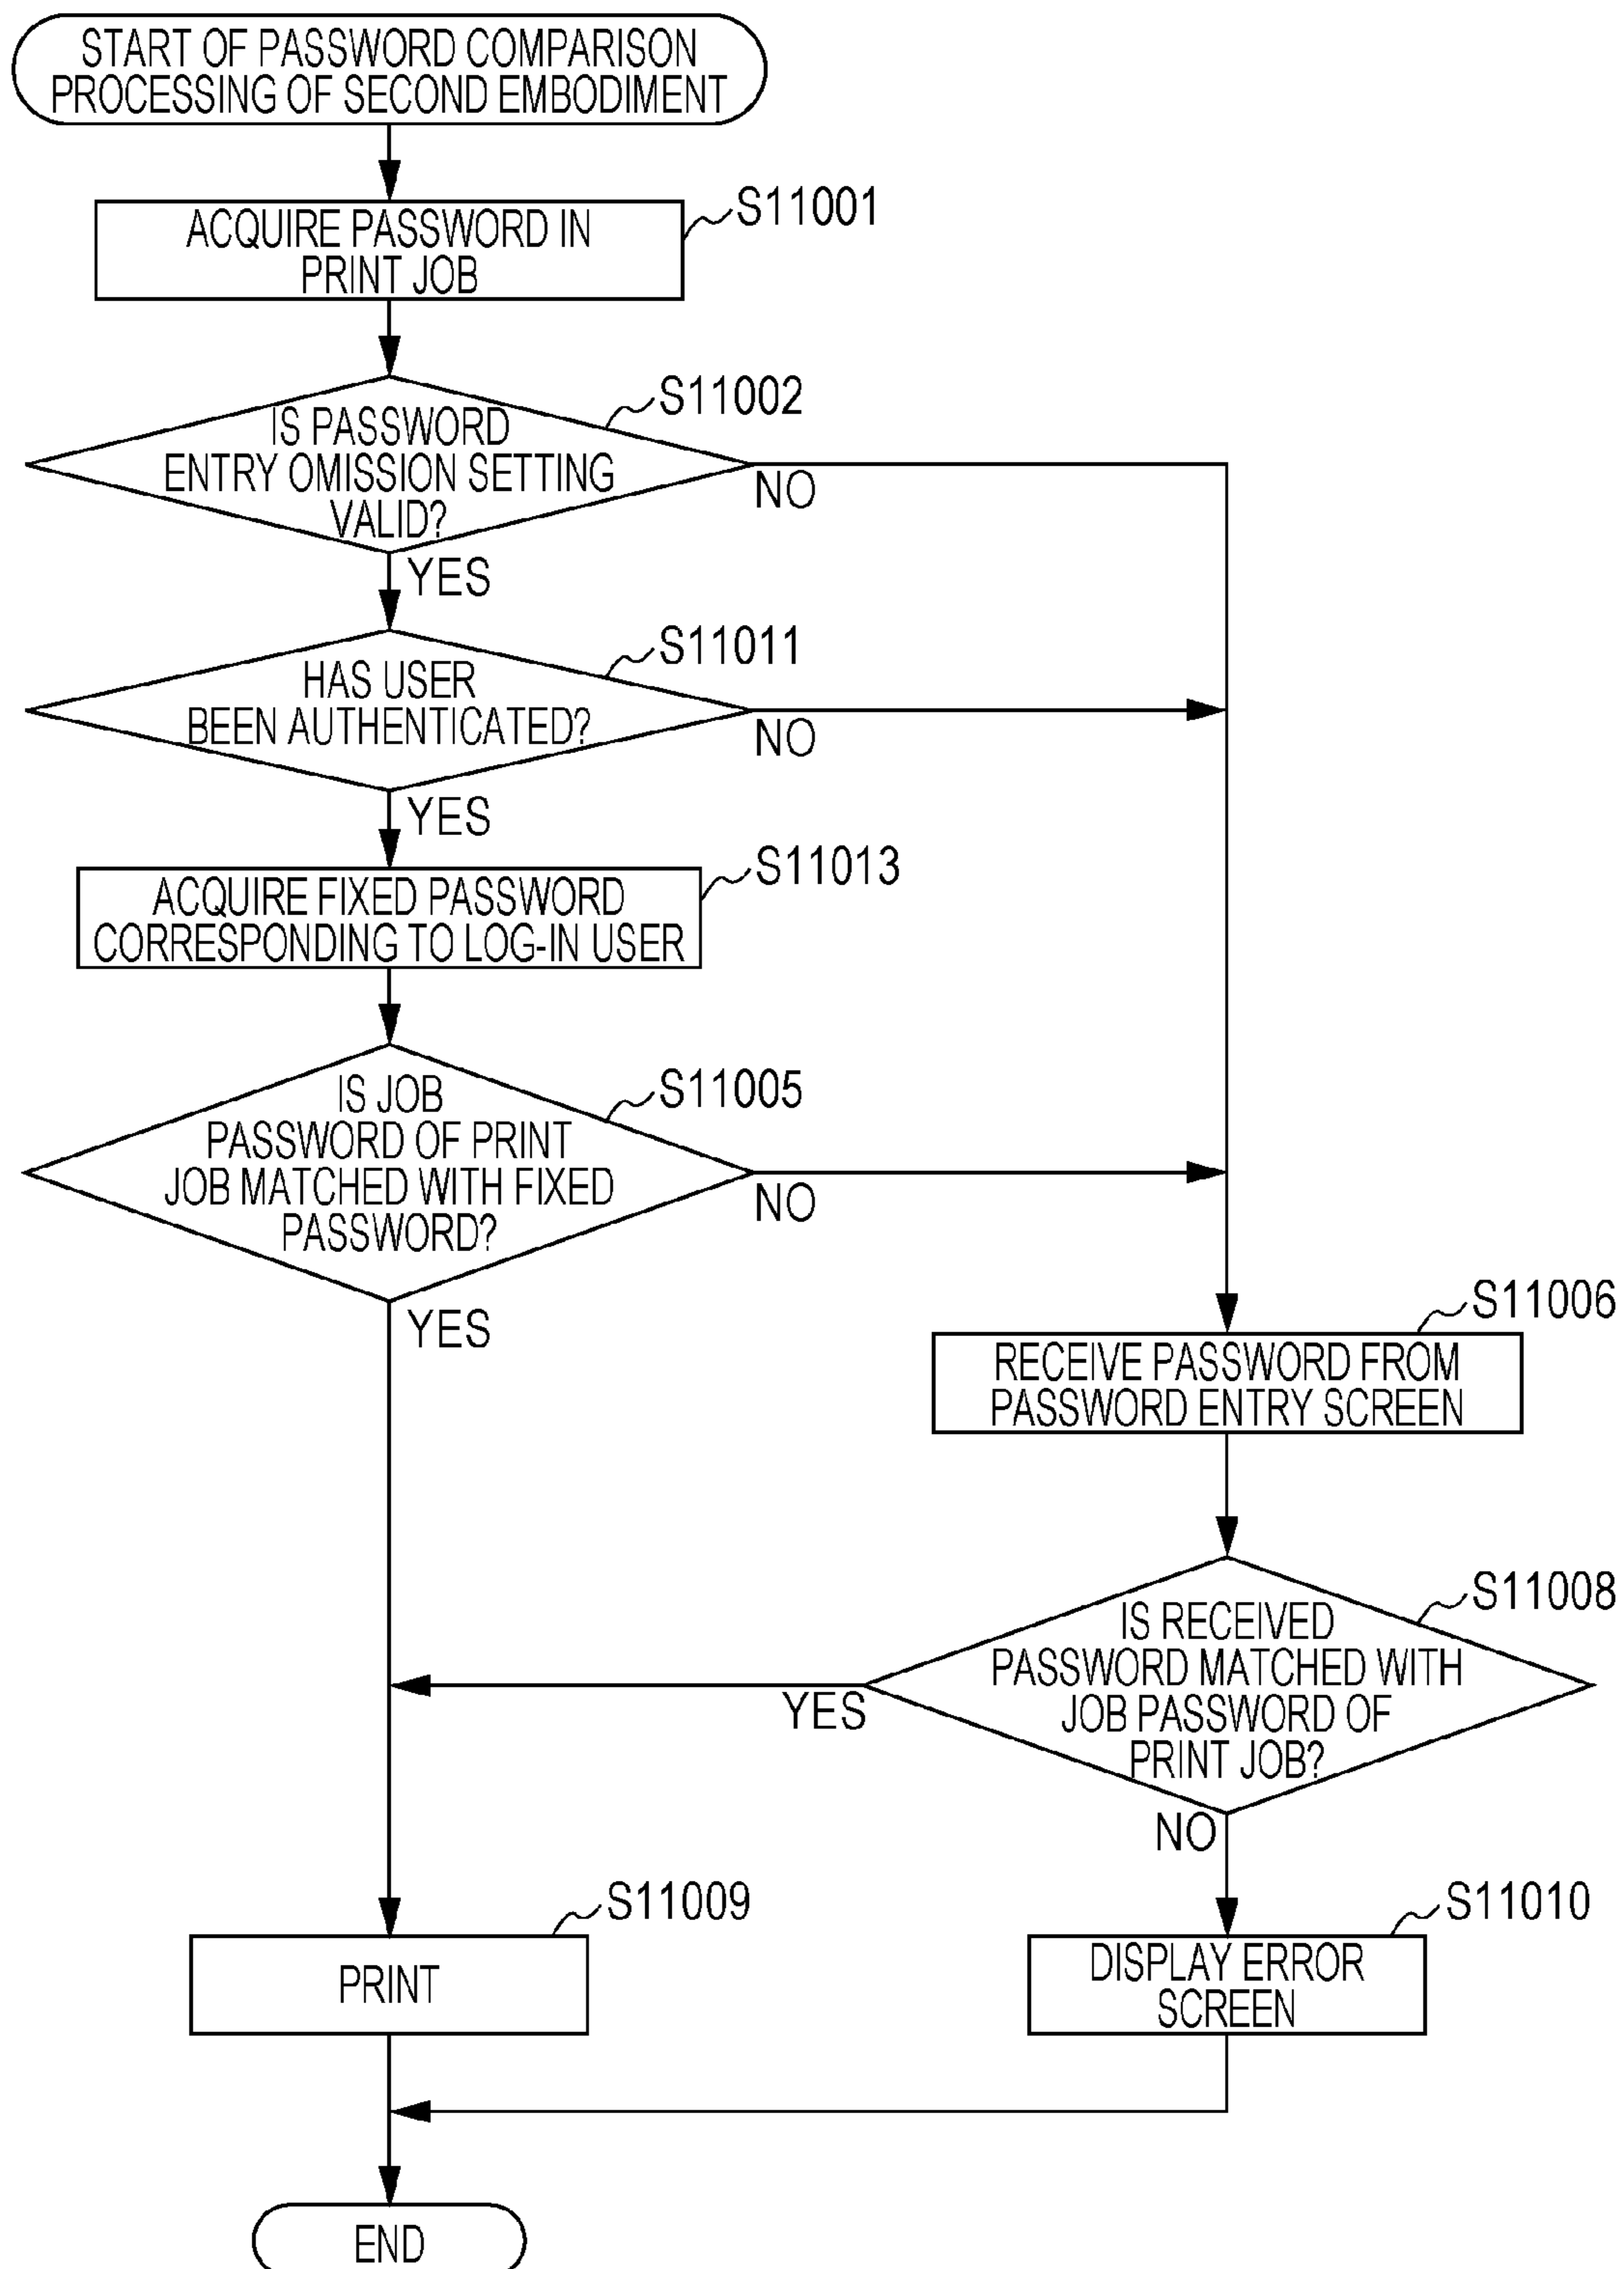 START OF PASSWORD COMPARISON
PROCESSING OF SECOND EMBODIMENT
S11001
ACQUIRE PASSWORD IN
PRINT JOB
S11002
IS PASSWORD
ENTRY OMISSION SETTING
VALID?
NO
YES
S11011
HAS USER
BEEN AUTHENTICATED?
NO
YES
S11013
ACQUIRE FIXED PASSWORD
CORRESPONDING TO LOG-IN USER
S11005
IS JOB
PASSWORD OF PRINT
JOB MATCHED WITH FIXED
PASSWORD?
NO
YES
S11006
RECEIVE PASSWORD FROM
PASSWORD ENTRY SCREEN
S11008
IS RECEIVED
PASSWORD MATCHED WITH
JOB PASSWORD OF
PRINT JOB?
YES
NO
S11009
PRINT
S11010
DISPLAY ERROR
SCREEN
END